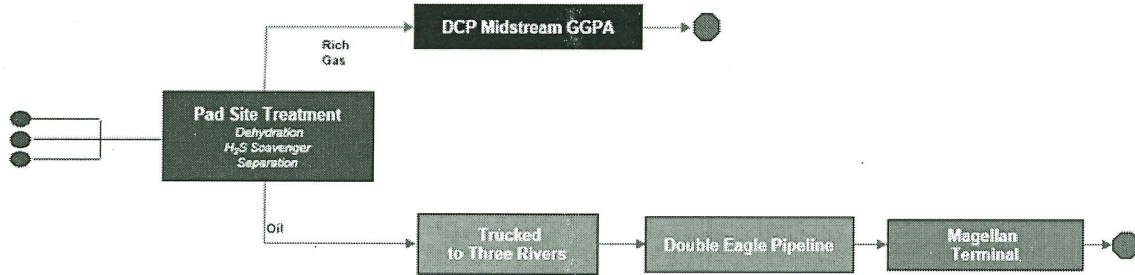 DCP Midstream GGPA
Rich
Gas
Pad Site Treatment
Dehydration
H₂S Scavenger
Separation
Oil
Trucked
to Three Rivers
Double Eagle Pipeline
Magellan
Terminal